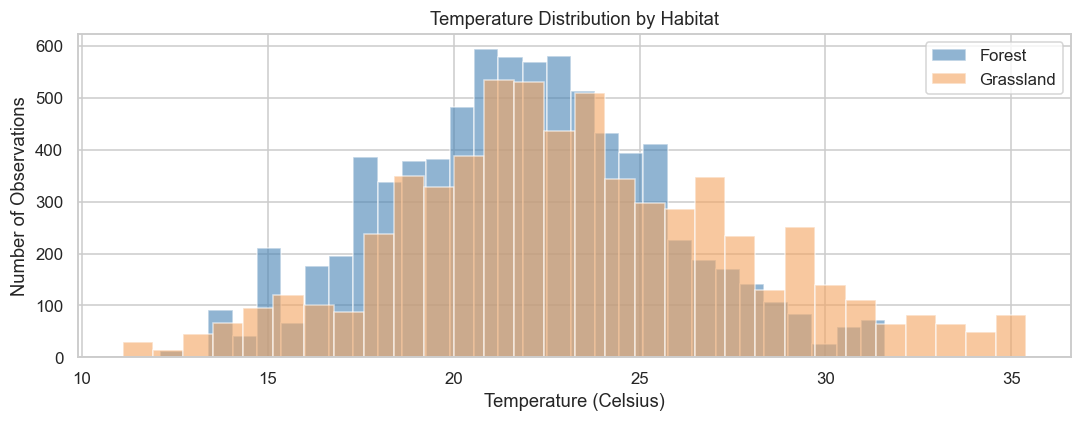 Temperature Distribution by Habitat
Forest
Grassland
Number of Observations
600
500
400
300
200
100
0
10 15 20 25 30 35
Temperature (Celsius)